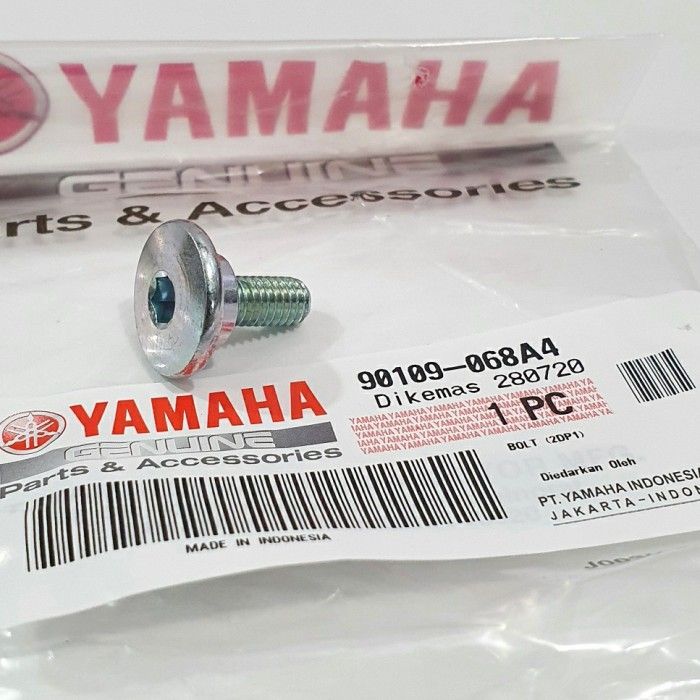 YAMAHA
GENUINE
rts & Accessories
YAMAHA
GENUINE
Parts & Accessories
90109-068A4
Dikemas 280720
1 PC
BOLT (2DP1)
Diedarkan Oleh
PT.YAMAHA INDONESIA
JAKARTA-INDON
MADE IN INDONESIA